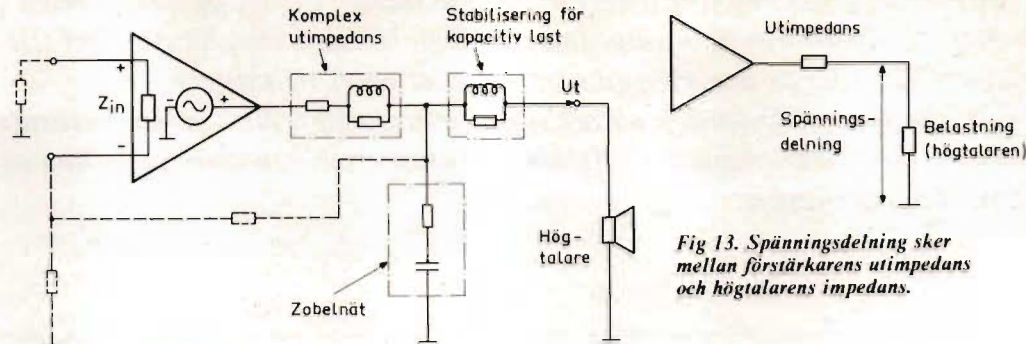 Komplex
utimpedans
Stabilisering för
kapacitiv last
Utimpedans
+
Zin
-
-
+
Ut
Spännings-
delning
Belastning
(högtalaren)
Hög-
talare
Zobelnät
Fig 13. Spänningsdelning sker
mellan förstärkarens utimpedans
och högtalarens impedans.